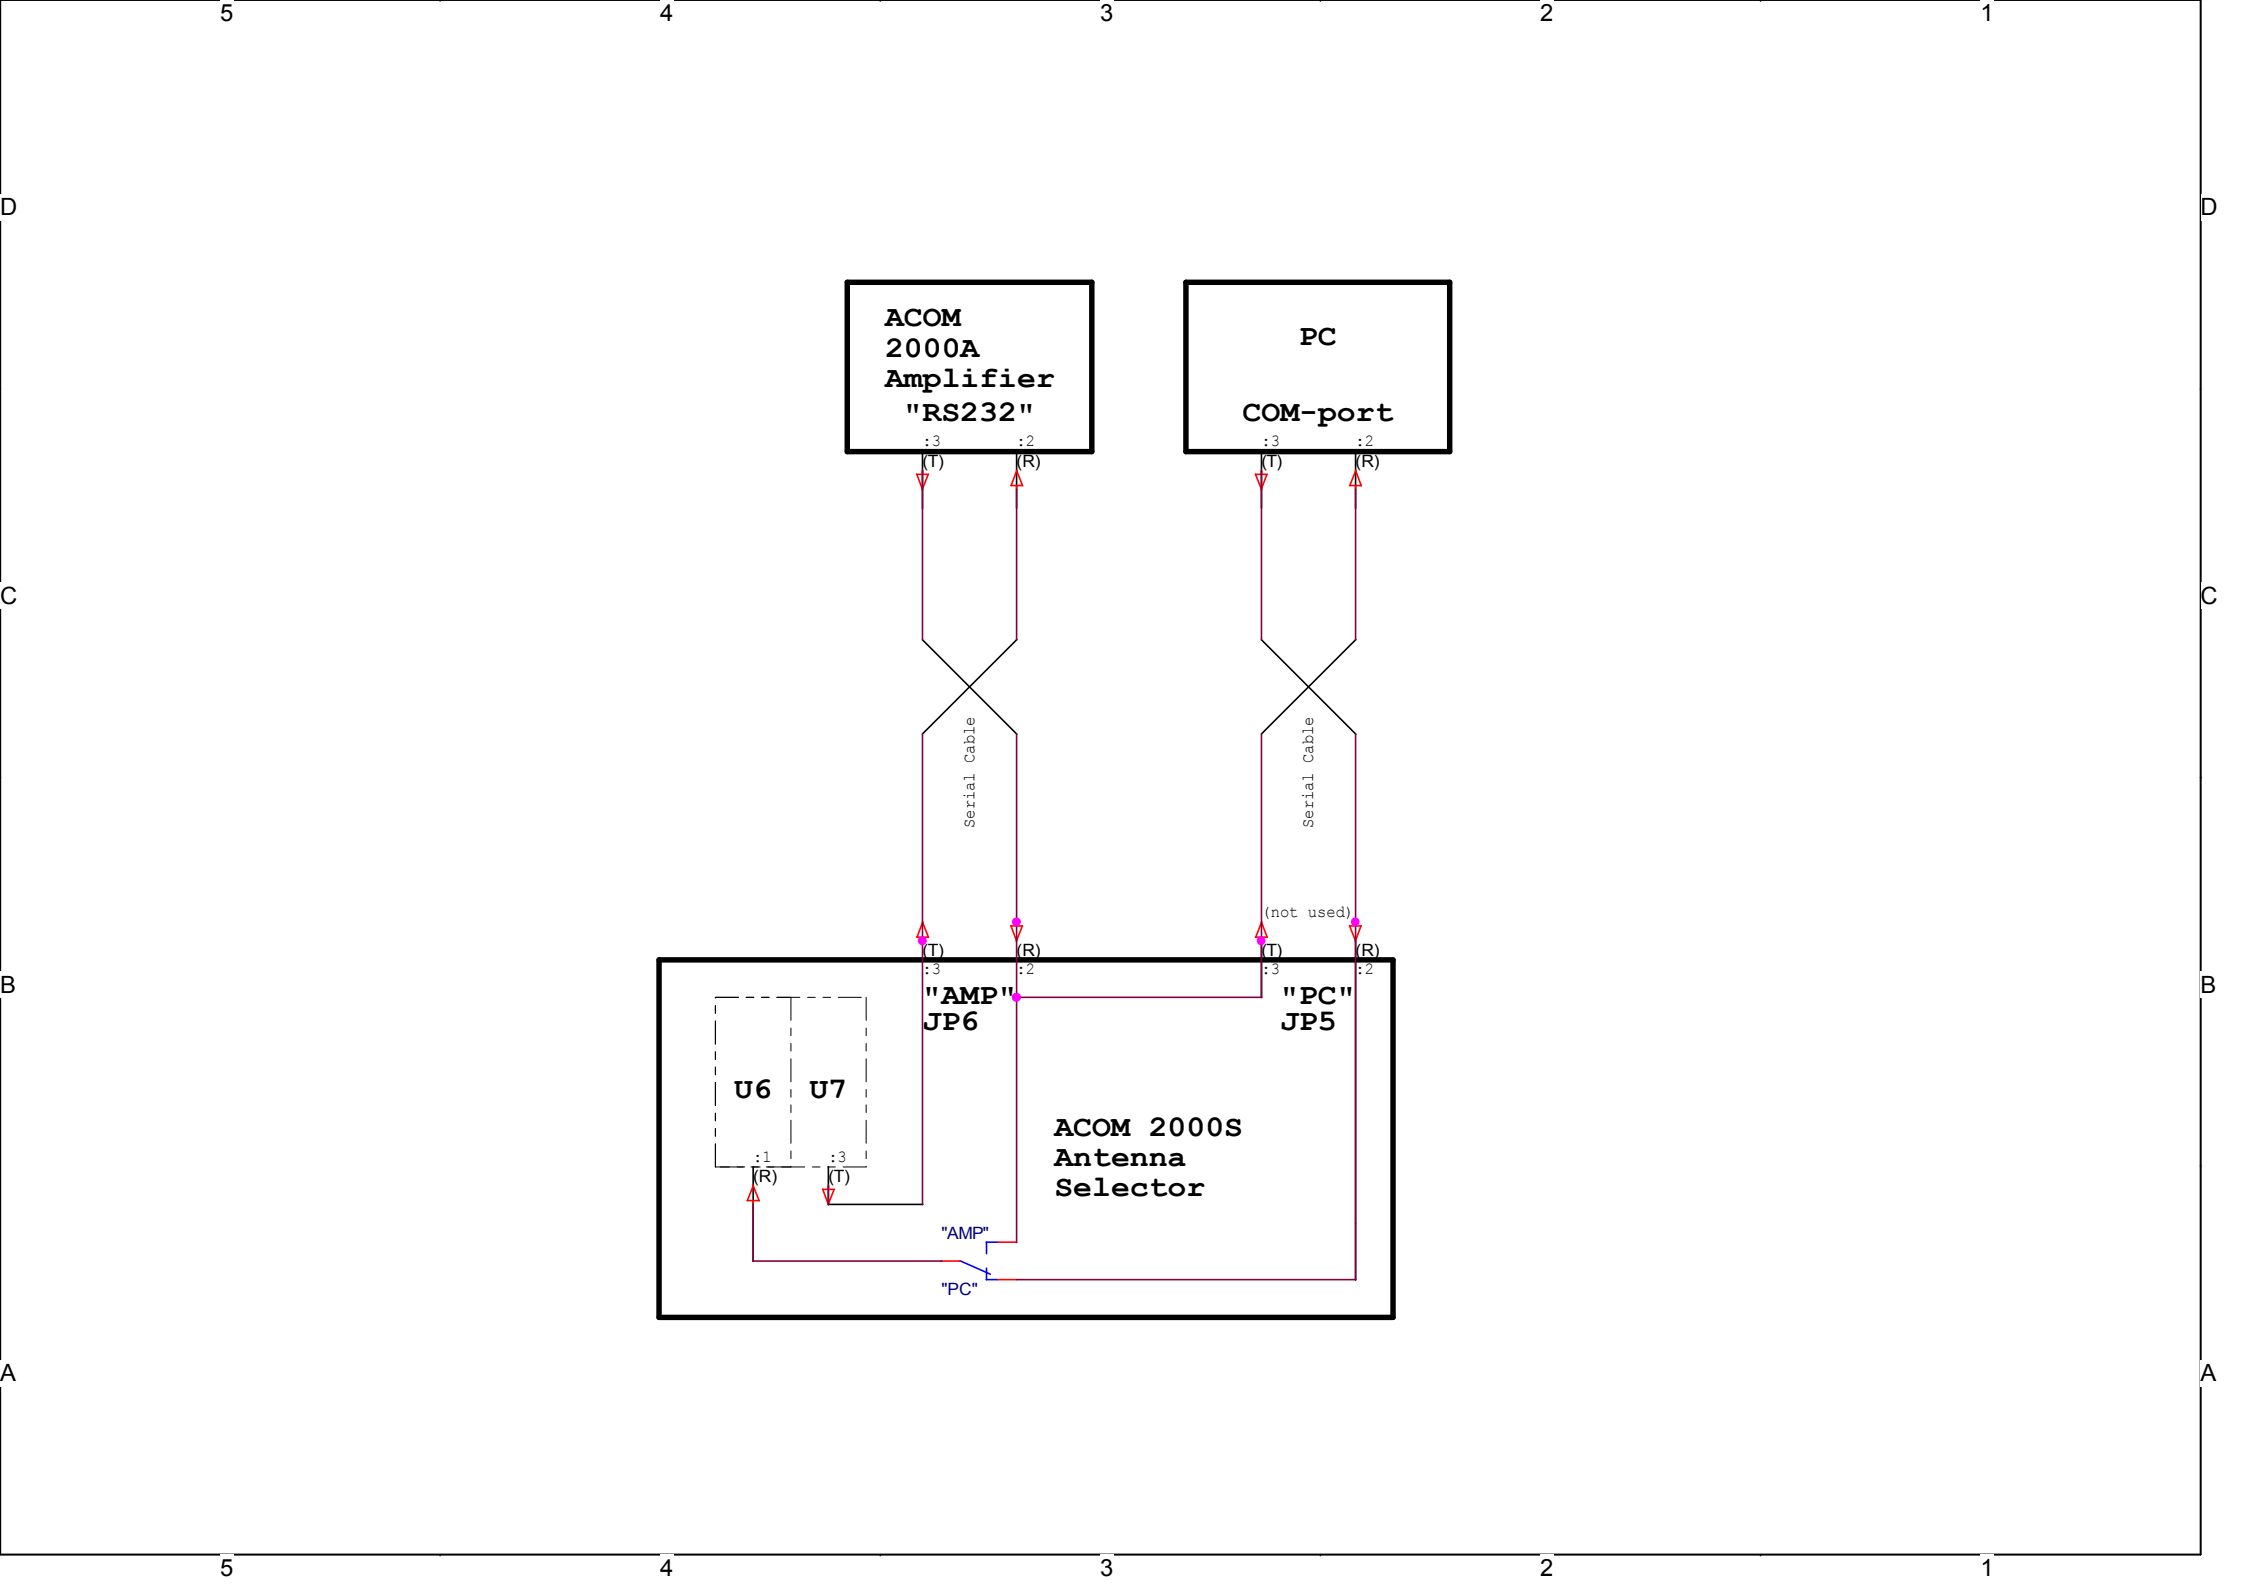 5 4 3 2 1
D D
ACOM
2000A
Amplifier
"RS232"
PC
COM-port
:3 :2 :3 :2
(T) (R) (T) (R)
C C
Serial Cable
Serial Cable
(not used)
(T) (R) (T) (R)
:3 :2 :3 :2
B B
"AMP"
JP6
"PC"
JP5
U6 U7
ACOM 2000S
Antenna
Selector
:1 :3
(R) (T)
"AMP"
"PC"
A A
5 4 3 2 1